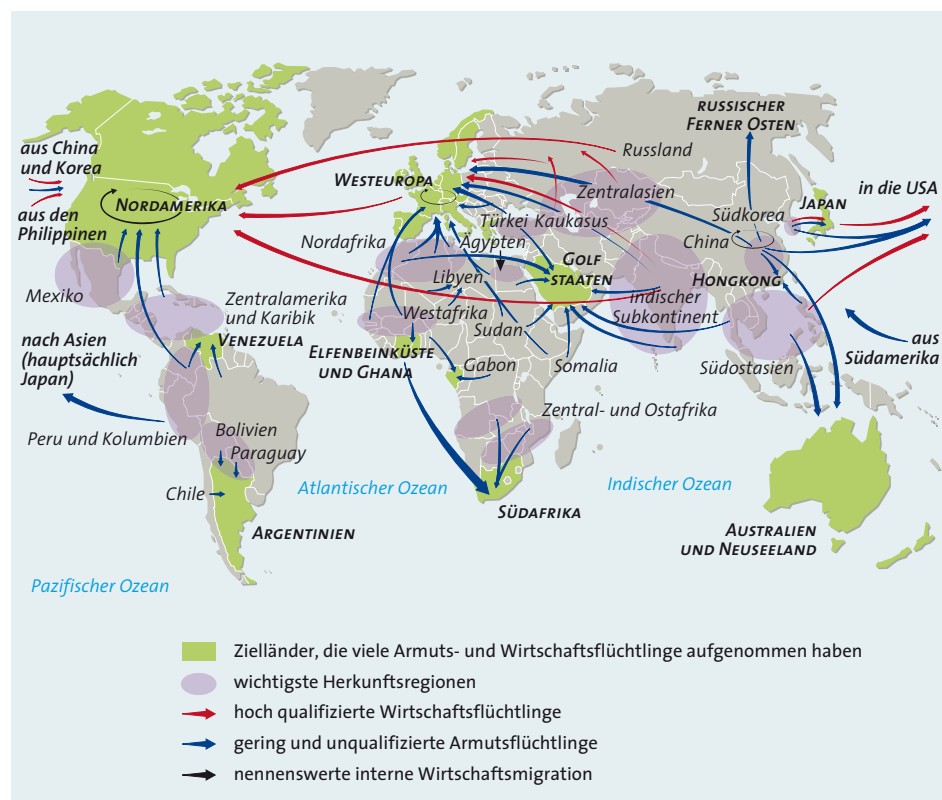 RUSSISCHER
FERNER OSTEN
aus China
und Korea
Russland
WESTEUROPA
Zentralasien
in die USA
NORDAMERIKA
JAPAN
aus den
Philippinen
Südkorea
Türkei Kaukasus
China
Nordafrika
Ägypten
GOLF
STAATEN
Libyen
HONGKONG
Mexiko
Zentralamerika
und Karibik
Indischer
Subkontinent
Westafrika
Sudan
VENEZUELA
nach Asien
(hauptsächlich
Japan)
ELFENBEINKÜSTE
UND GHANA
Gabon
Somalia
Südostasien
aus
Südamerika
Zentral- und Ostafrika
Peru und Kolumbien
Bolivien
Paraguay
Chile
Atlantischer Ozean
Indischer Ozean
SÜDAFRIKA
ARGENTINIEN
AUSTRALIEN
UND NEUSEELAND
Pazifischer Ozean
Zielländer, die viele Armuts- und Wirtschaftsflüchtlinge aufgenommen haben
wichtigste Herkunftsregionen
hoch qualifizierte Wirtschaftsflüchtlinge
gering und unqualifizierte Armutsflüchtlinge
nennenswerte interne Wirtschaftsmigration